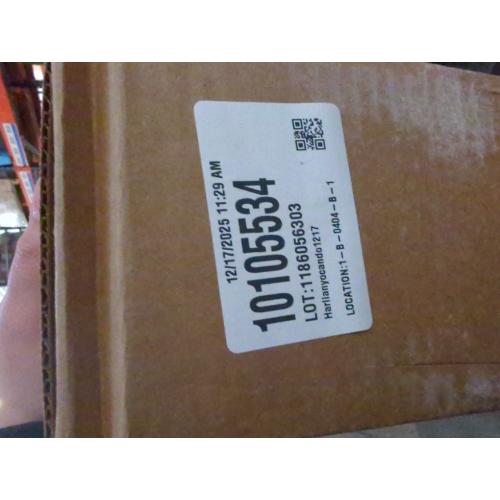 12/17/2025 11:29 AM
10105534
LOT:1186056303
Harlianyocando1217
LOCATION:1-B-0404-B-1